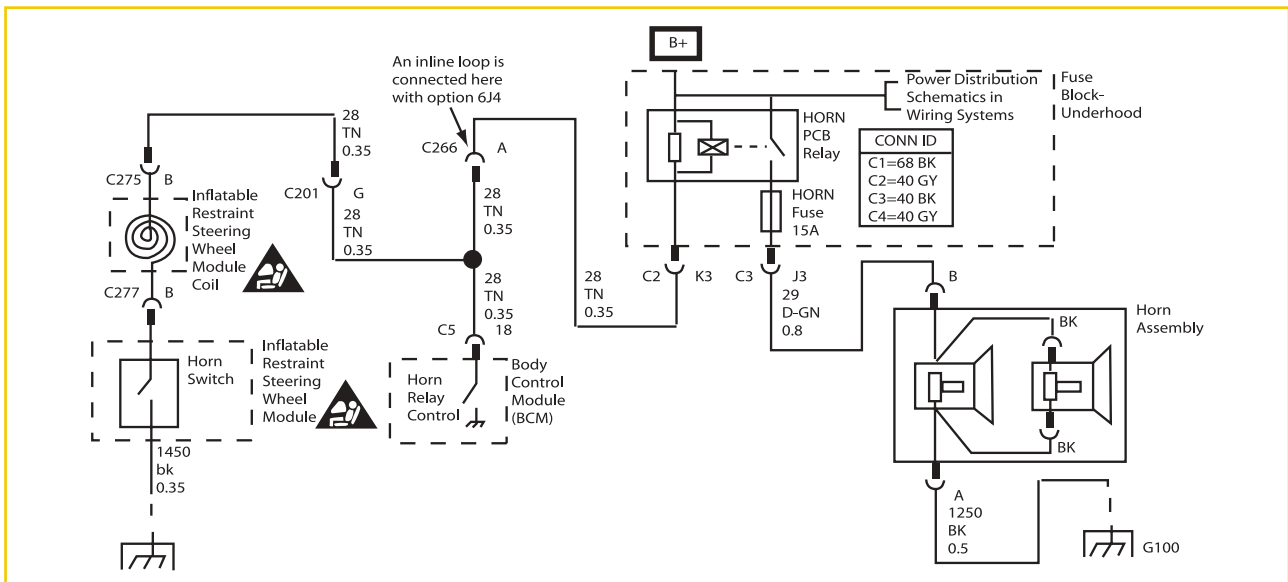 B+
An inline loop is
connected here
with option 6J4
Power Distribution
Schematics in
Wiring Systems
Fuse
Block-
Underhood
HORN
PCB
Relay
CONN ID
C1=68 BK
C2=40 GY
C3=40 BK
C4=40 GY
HORN
Fuse
15A
28
TN
0.35
C266 A
C275 B
C201 G
Inflatable
Restraint
Steering
Wheel
Module
Coil
28
TN
0.35
28
TN
0.35
C277 B
28
TN
0.35
C5 18
28
TN
0.35
C2 K3
C3 J3
29
D-GN
0.8
B
Horn
Assembly
BK
BK
Horn
Switch
Inflatable
Restraint
Steering
Wheel
Module
Horn
Relay
Control
Body
Control
Module
(BCM)
1450
bk
0.35
A
1250
BK
0.5
G100